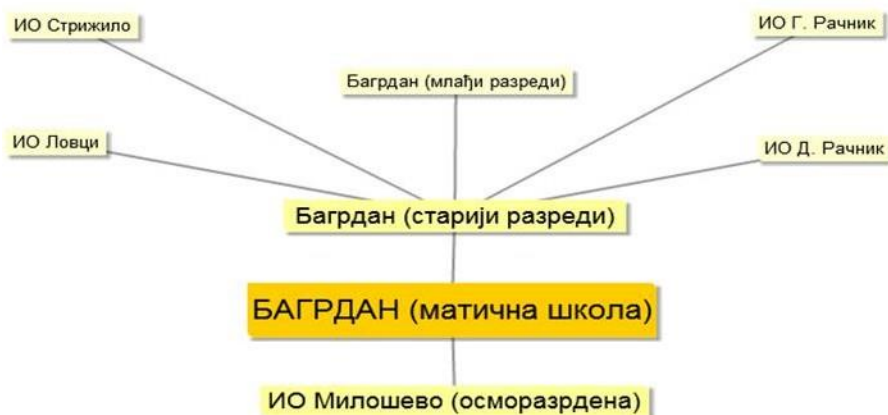 ИО Стрижило
ИО Г. Рачник
Багрдан (млађи разреди)
ИО Ловци
ИО Д. Рачник
Багрдан (старији разреди)
БАГРДАН (матична школа)
ИО Милошево (осморазрдена)